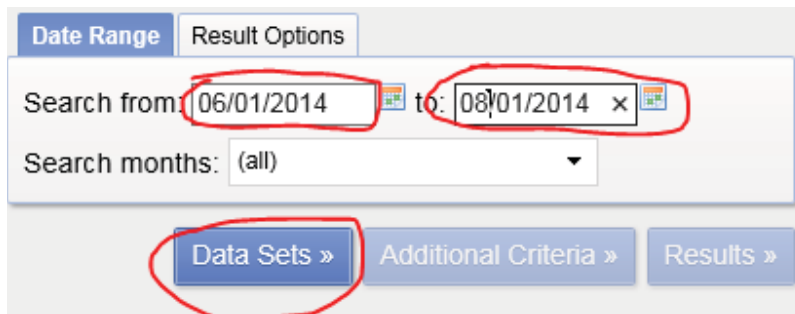 Date Range Result Options
Search from: 06/01/2014 to: 08/01/2014 ×
Search months: (all)
Data Sets » Additional Criteria » Results »